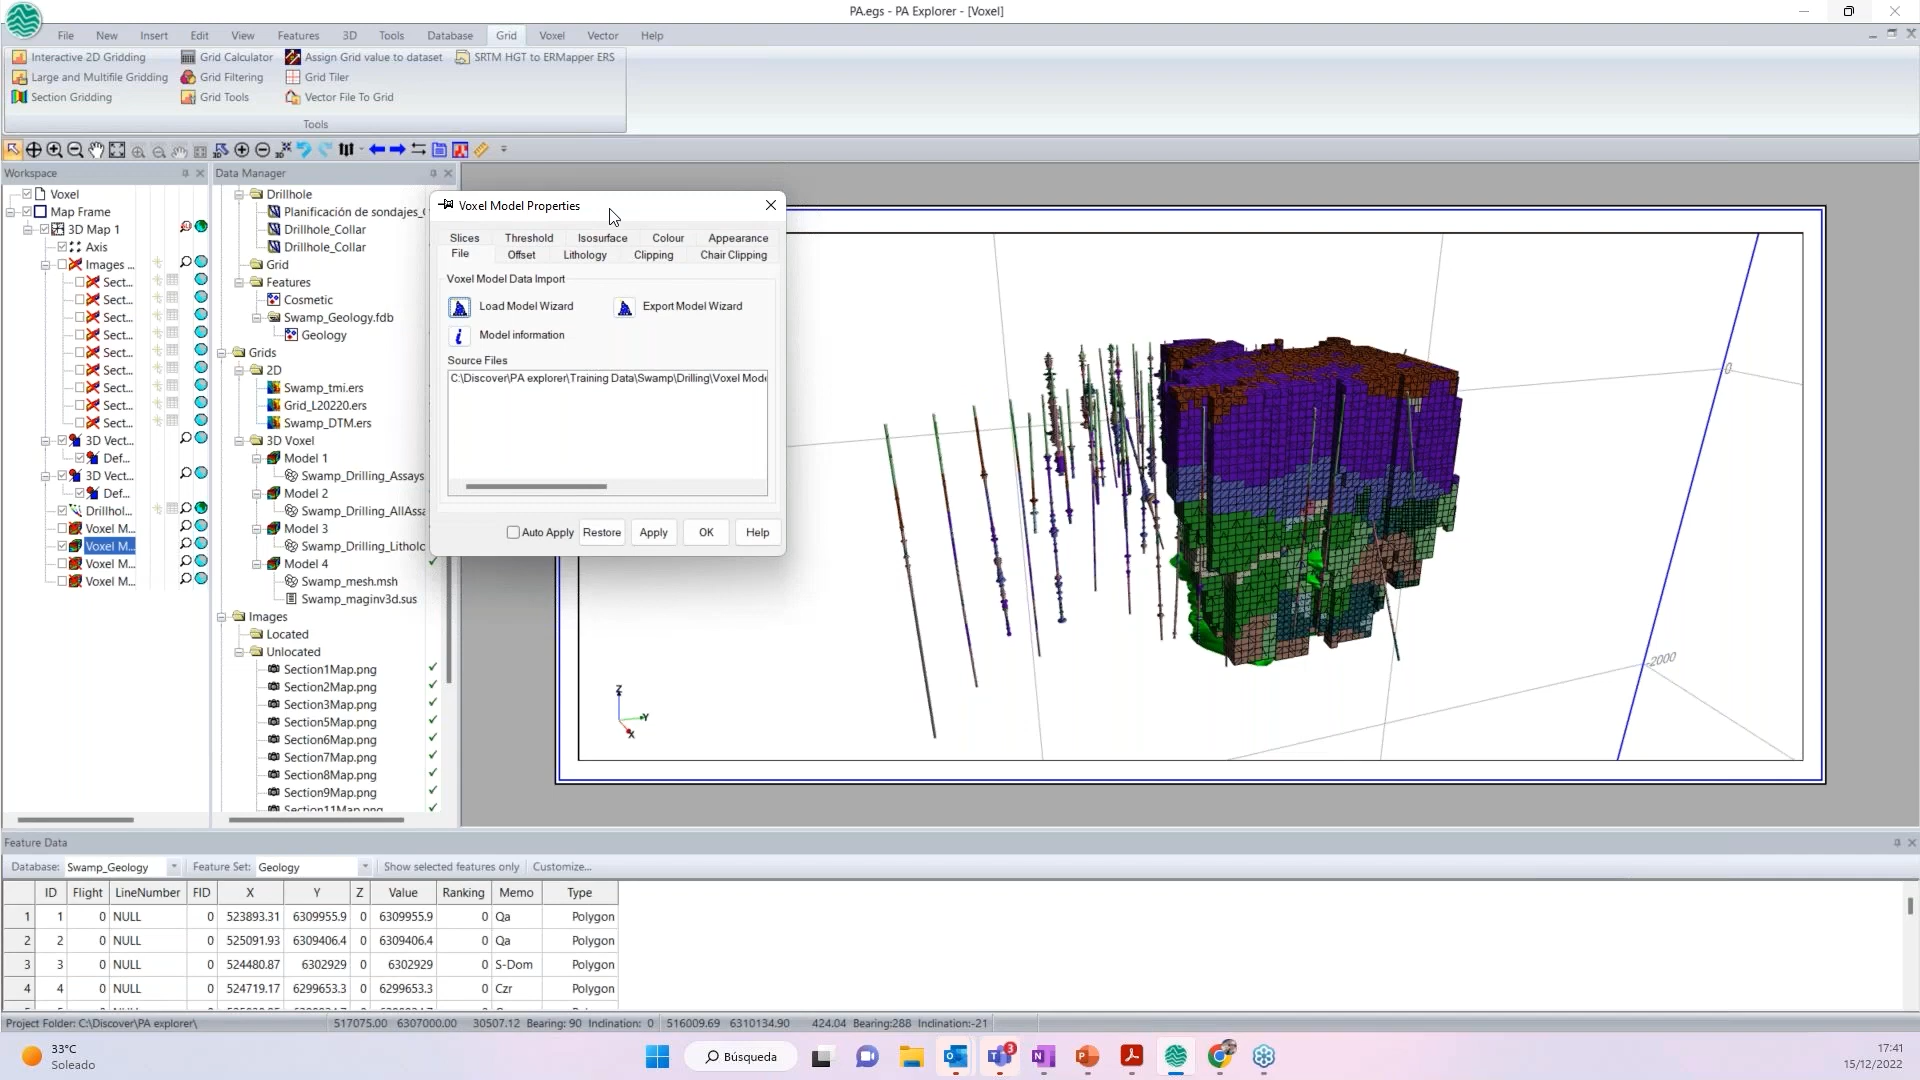 PA.egs - PA Explorer - [Voxel]
File New Insert Edit View Features 3D Tools Database Grid Voxel Vector Help
Interactive 2D Gridding Grid Calculator Assign Grid value to dataset SRTM HGT to ERMapper ERS
Large and Multifile Gridding Grid Filtering Grid Tiler
Section Gridding Grid Tools Vector File To Grid
Tools
Workspace
Voxel
Map Frame
3D Map 1
Axis
Images ...
Sect...
Sect...
Sect...
Sect...
Sect...
Sect...
Sect...
Sect...
Sect...
3D Vect...
Def...
3D Vect...
Def...
Drillhol...
Voxel M...
Voxel M...
Voxel M...
Voxel M...
Data Manager
Drillhole
Planificación de sondajes_
Drillhole_Collar
Drillhole_Collar
Grid
Features
Cosmetic
Swamp_Geology.fdb
Geology
Grids
2D
Swamp_tmi.ers
Grid_L20220.ers
Swamp_DTM.ers
3D Voxel
Model 1
Swamp_Drilling_Assays
Model 2
Swamp_Drilling_AllAssa
Model 3
Swamp_Drilling_Litholo
Model 4
Swamp_mesh.msh
Swamp_maginv3d.sus
Images
Located
Unlocated
Section1Map.png
Section2Map.png
Section3Map.png
Section5Map.png
Section6Map.png
Section7Map.png
Section8Map.png
Section9Map.png
Section11Map.png
Voxel Model Properties
Slices Threshold Isosurface Colour Appearance
File Offset Lithology Clipping Chair Clipping
Voxel Model Data Import
Load Model Wizard Export Model Wizard
i Model information
Source Files
C:\Discover\PA explorer\Training Data\Swamp\Drilling\Voxel Mode
Auto Apply Restore Apply OK Help
0
-2000
Z
Y
X
Feature Data
Database: Swamp_Geology Feature Set: Geology Show selected features only Customize...
ID Flight LineNumber FID X Y Z Value Ranking Memo Type
1 1 0 NULL 0 523893.31 6309955.9 0 6309955.9 0 Qa Polygon
2 2 0 NULL 0 525091.93 6309406.4 0 6309406.4 0 Qa Polygon
3 3 0 NULL 0 524480.87 6302929 0 6302929 0 S-Dom Polygon
4 4 0 NULL 0 524719.17 6299653.3 0 6299653.3 0 Czr Polygon
Project Folder: C:\Discover\PA explorer\ 517075.00 6307000.00 30507.12 Bearing: 90 Inclination: 0 516009.69 6310134.90 424.04 Bearing:288 Inclination:-21
33°C
Soleado
Búsqueda
3
17:41
15/12/2022